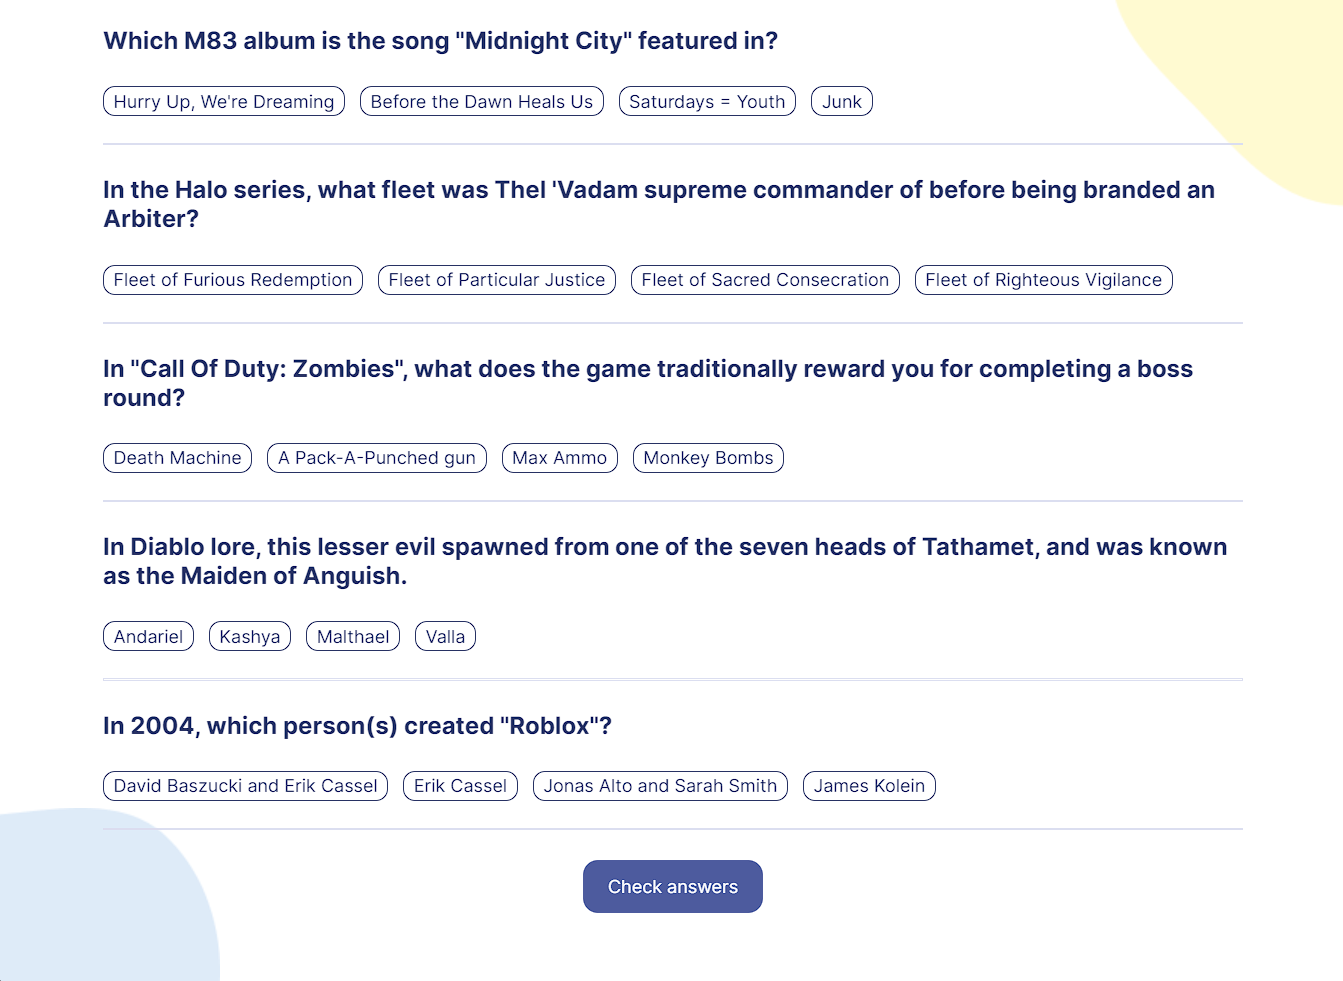 Which M83 album is the song "Midnight City" featured in?
Hurry Up, We're Dreaming Before the Dawn Heals Us Saturdays = Youth Junk
In the Halo series, what fleet was Thel 'Vadam supreme commander of before being branded an
Arbiter?
Fleet of Furious Redemption Fleet of Particular Justice Fleet of Sacred Consecration Fleet of Righteous Vigilance
In "Call Of Duty: Zombies", what does the game traditionally reward you for completing a boss
round?
Death Machine A Pack-A-Punched gun Max Ammo Monkey Bombs
In Diablo lore, this lesser evil spawned from one of the seven heads of Tathamet, and was known
as the Maiden of Anguish.
Andariel Kashya Malthael Valla
In 2004, which person(s) created "Roblox"?
David Baszucki and Erik Cassel Erik Cassel Jonas Alto and Sarah Smith James Kolein
Check answers